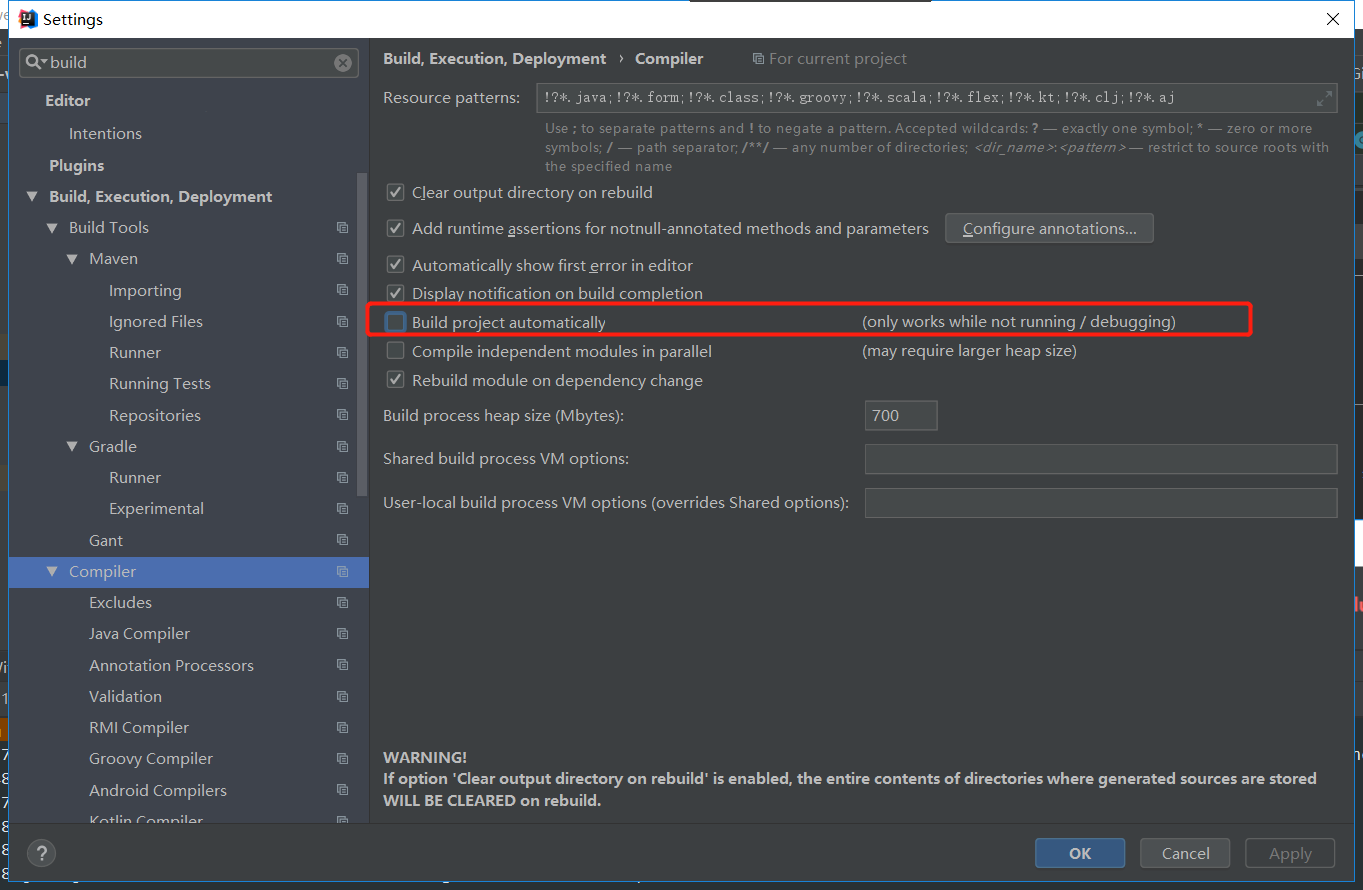 Settings
build
Editor
Intentions
Plugins
Build, Execution, Deployment
Build Tools
Maven
Importing
Ignored Files
Runner
Running Tests
Repositories
Gradle
Runner
Experimental
Gant
Compiler
Excludes
Java Compiler
Annotation Processors
Validation
RMI Compiler
Groovy Compiler
Android Compilers
Kotlin Compiler
Build, Execution, Deployment › Compiler For current project
Resource patterns: !?*.java;!?*.form;!?*.class;!?*.groovy;!?*.scala;!?*.flex;!?*.kt;!?*.clj;!?*.aj
Use ; to separate patterns and ! to negate a pattern. Accepted wildcards: ? — exactly one symbol; * — zero or more
symbols; / — path separator; /**/ — any number of directories; <dir_name>:<pattern> — restrict to source roots with
the specified name
Clear output directory on rebuild
Add runtime assertions for notnull-annotated methods and parameters Configure annotations...
Automatically show first error in editor
Display notification on build completion
Build project automatically (only works while not running / debugging)
Compile independent modules in parallel (may require larger heap size)
Rebuild module on dependency change
Build process heap size (Mbytes): 700
Shared build process VM options:
User-local build process VM options (overrides Shared options):
WARNING!
If option 'Clear output directory on rebuild' is enabled, the entire contents of directories where generated sources are stored
WILL BE CLEARED on rebuild.
? OK Cancel Apply